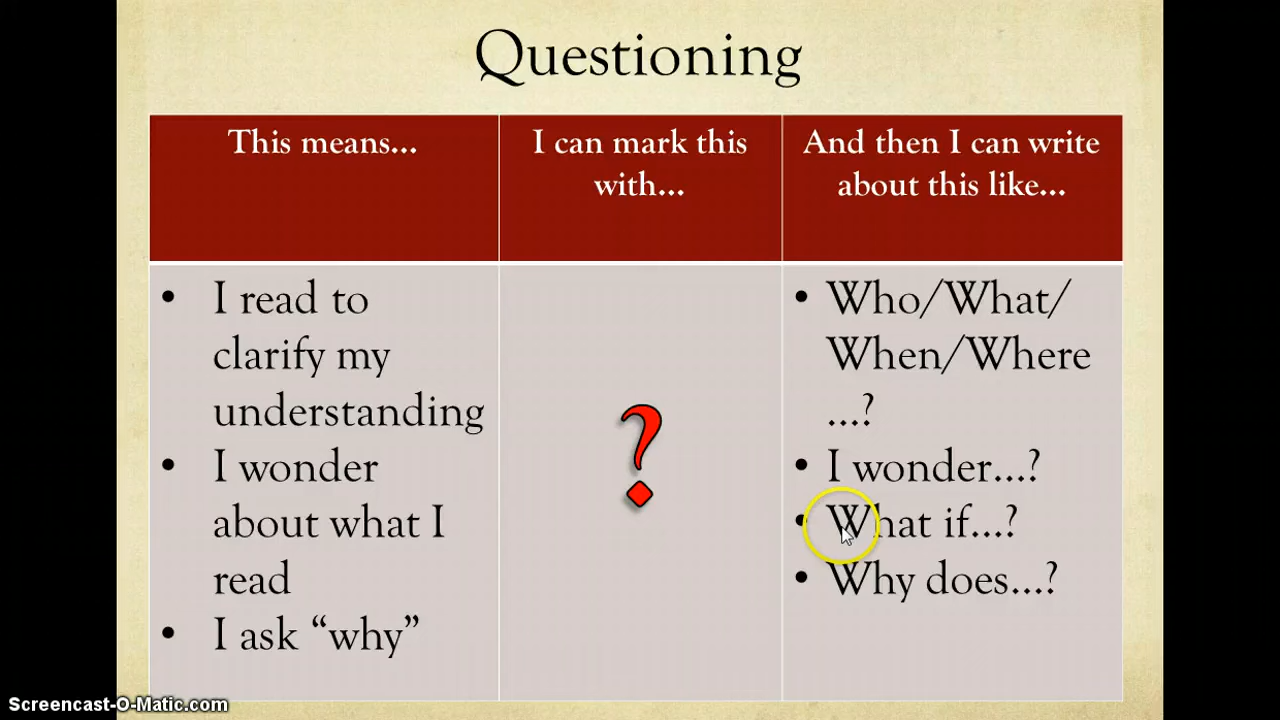 Questioning
This means...
I can mark this
with...
And then I can write
about this like...
• I read to
clarify my
understanding
• I wonder
about what I
read
• I ask “why”
?
• Who/What/
When/Where
...?
• I wonder...?
• What if...?
• Why does...?
Screencast-O-Matic.com